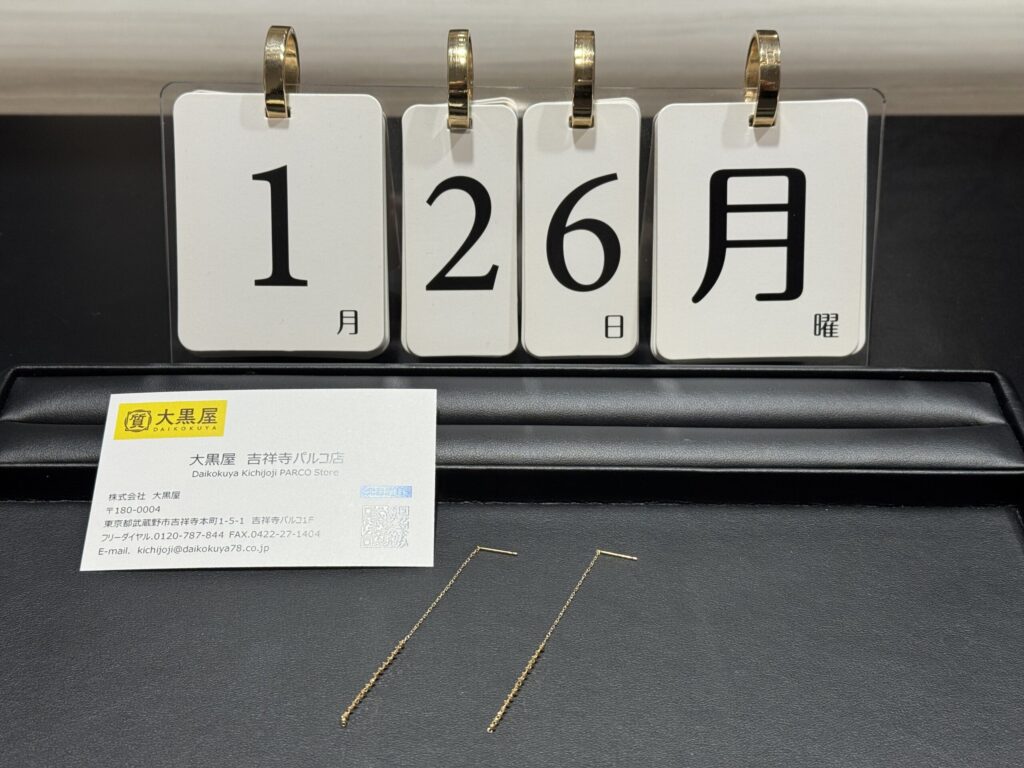 1
月
2
6
日
月
曜
質 大黒屋
DAIKOKUYA
大黒屋 吉祥寺パルコ店
Daikokuya Kichijoji PARCO Store
株式会社 大黒屋
〒180-0004
東京都武蔵野市吉祥寺本町1-5-1 吉祥寺パルコ1F
フリーダイヤル.0120-787-844 FAX.0422-27-1404
E-mail. kichijoji@daikokuya78.co.jp